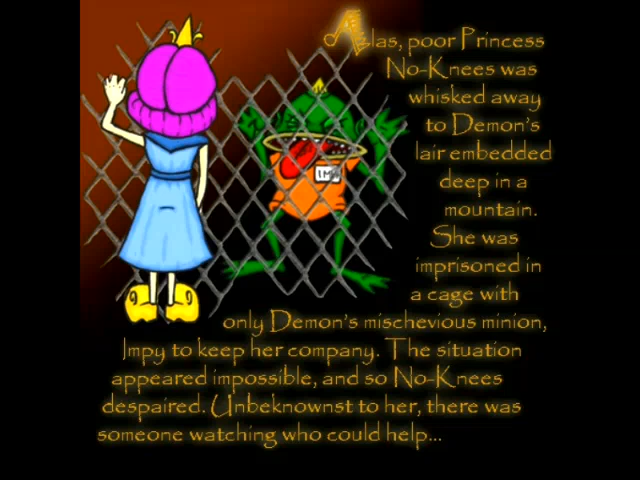 Alas, poor Princess
No-Knees was
whisked away
to Demon's
lair embedded
deep in a
mountain.
She was
imprisoned in
a cage with
only Demon's mischevious minion,
Impy to keep her company. The situation
appeared impossible, and so No-Knees
despaired. Unbeknownst to her, there was
someone watching who could help...